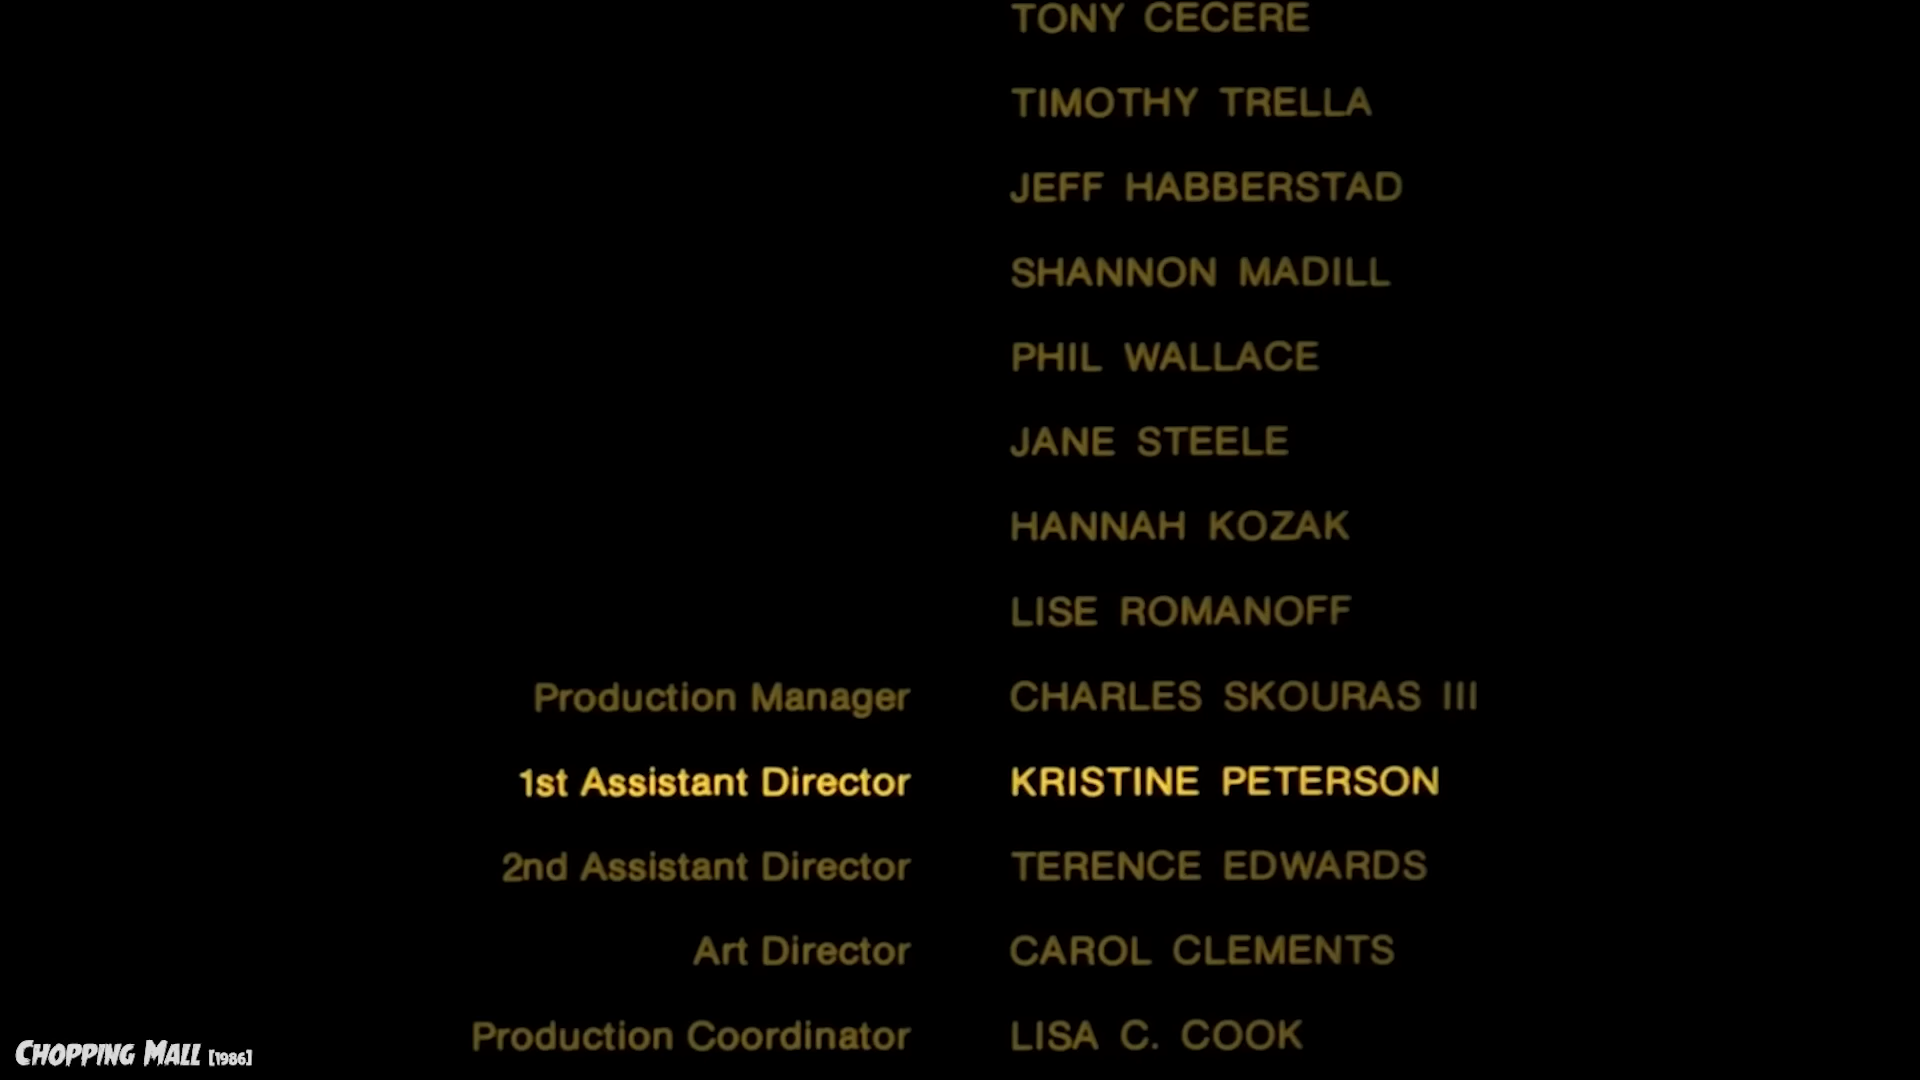 TONY CECERE
TIMOTHY TRELLA
JEFF HABBERSTAD
SHANNON MADILL
PHIL WALLACE
JANE STEELE
HANNAH KOZAK
LISE ROMANOFF
Production Manager CHARLES SKOURAS III
1st Assistant Director KRISTINE PETERSON
2nd Assistant Director TERENCE EDWARDS
Art Director CAROL CLEMENTS
Production Coordinator LISA C. COOK
CHOPPING MALL [1986]